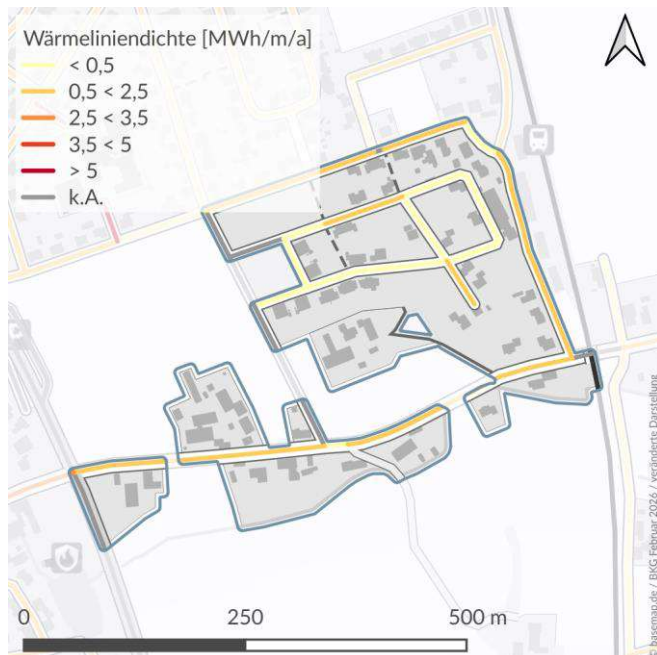 Wärmeliniendichte [MWh/m/a]
< 0,5
0,5 < 2,5
2,5 < 3,5
3,5 < 5
> 5
k.A.
0 250 500 m
© basemap.de / BKG Februar 2026 / veränderte Darstellung